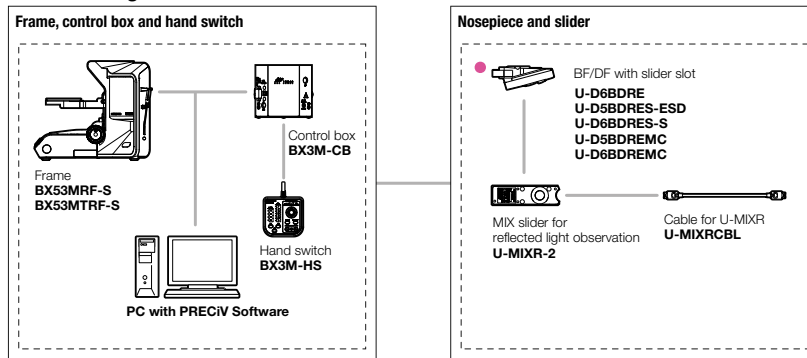 Frame, control box and hand switch
Frame
BX53MRF-S
BX53MTRF-S
Control box
BX3M-CB
Hand switch
BX3M-HS
PC with PRECiV Software
Nosepiece and slider
BF/DF with slider slot
U-D6BDRE
U-D5BDRES-ESD
U-D6BDRES-S
U-D5BDREMC
U-D6BDREMC
MIX slider for
reflected light observation
U-MIXR-2
Cable for U-MIXR
U-MIXRCBL